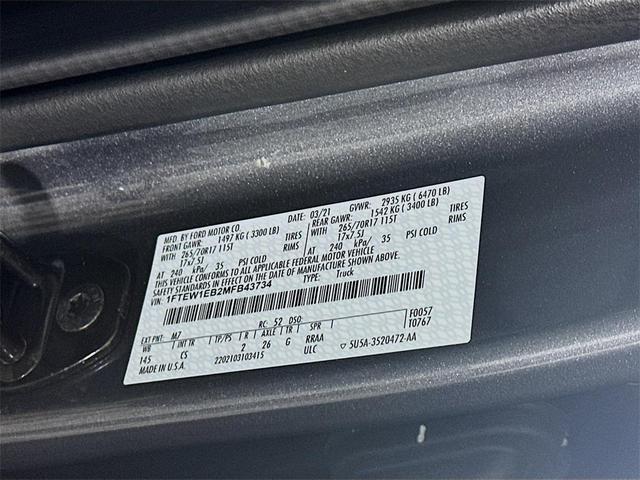 MFD. BY FORD MOTOR CO.
DATE: 03/21 GVWR: 2935 KG ( 6470 LB)
FRONT GAWR: 1497 KG ( 3300 LB) REAR GAWR: 1542 KG ( 3400 LB)
WITH 265/70R17 115T TIRES WITH 265/70R17 115T TIRES
17x7.5J RIMS 17x7.5J RIMS
AT 240 kPa/ 35 PSI COLD AT 240 kPa/ 35 PSI COLD
THIS VEHICLE CONFORMS TO ALL APPLICABLE FEDERAL MOTOR VEHICLE
SAFETY STANDARDS IN EFFECT ON THE DATE OF MANUFACTURE SHOWN ABOVE.
VIN: 1FTEW1EB2MFB43734 TYPE: Truck
EXT PNT: M7 RC: 52 DSO: F0057
WB INT TR TP/PS R AXLE TR SPR T0767
145 CS 2 26 G RRAA
MADE IN U.S.A. 2202103103415 ULC ▽5U5A-3520472-AA